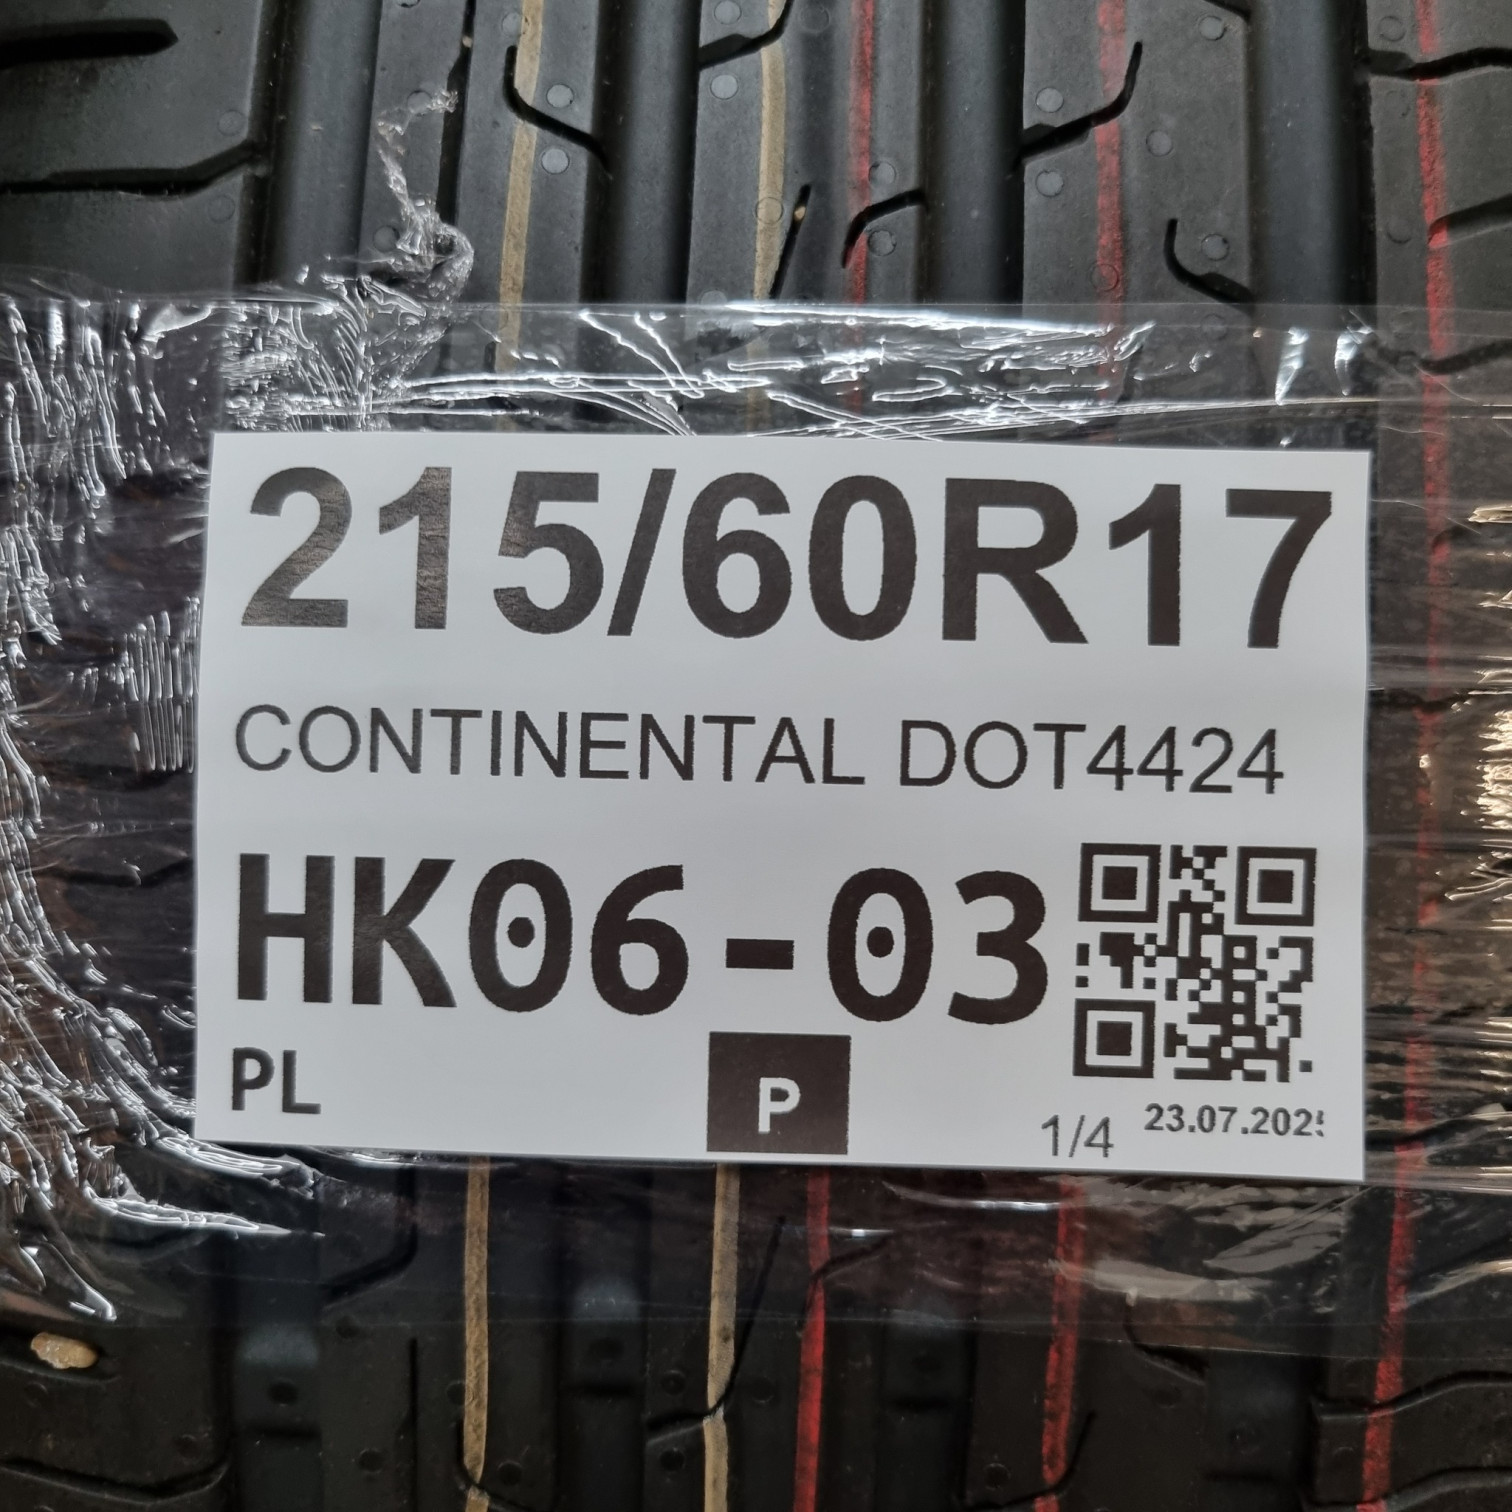 215/60R17
CONTINENTAL DOT4424
HK06-03
PL
P
1/4
23.07.202